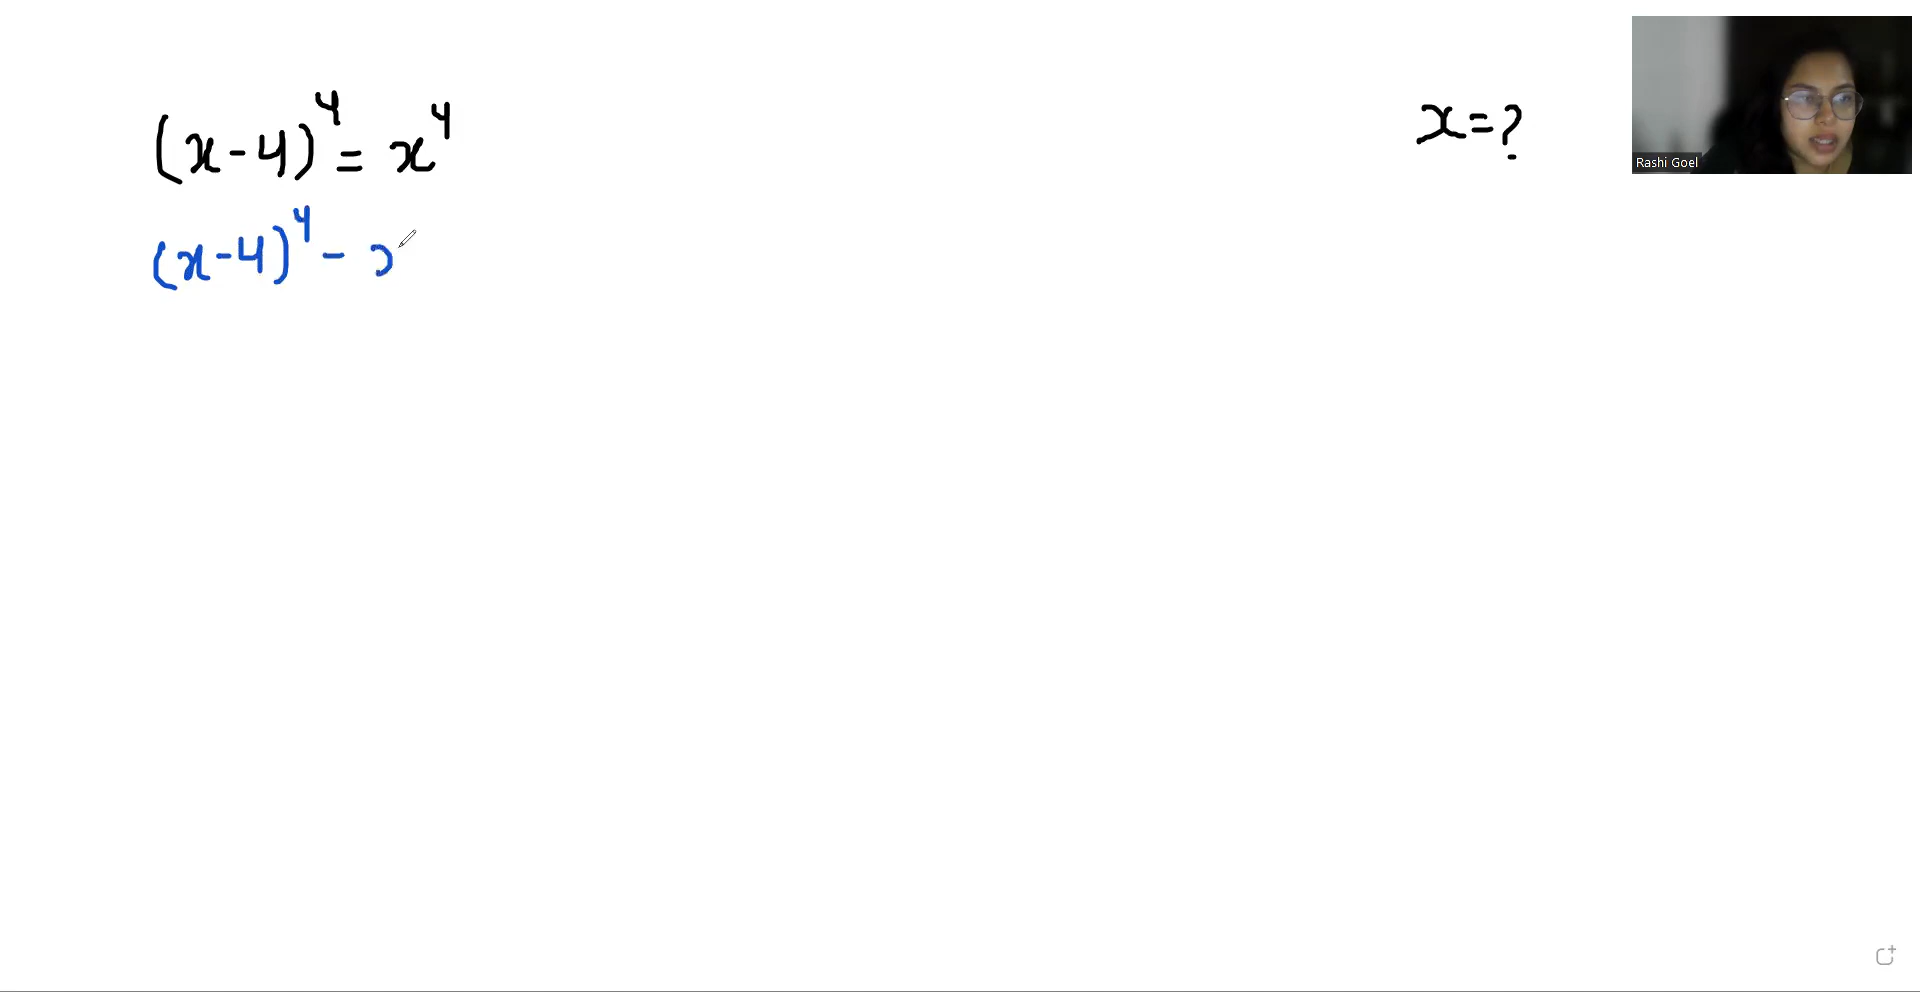 (x-4)⁴ = x⁴
x=?
Rashi Goel
(x-4)⁴ -